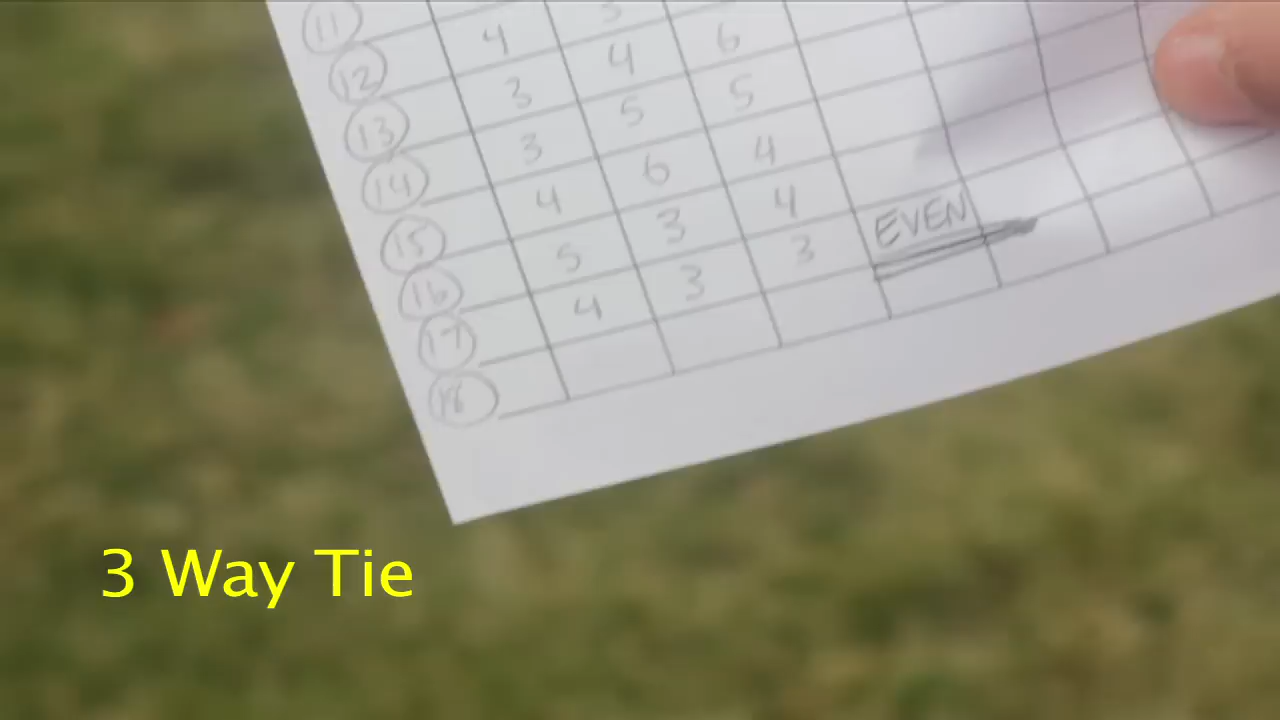 11
12 4 3
13 3 4 6
14 3 5 5
15 4 6 4
16 5 3 4
17 4 3 3 EVEN
18
3 Way Tie